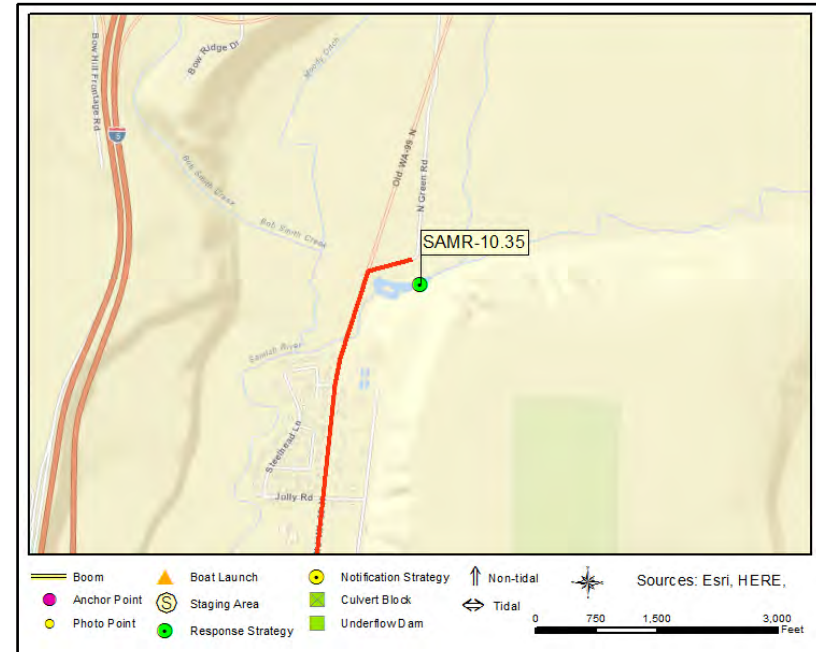 Bow Hill Frontage Rd
Bow Ridge Dr
Moody Ditch
5
Old WA-99 N
N Green Rd
Bob Smith Creek
Bob Smith Creek
SAMR-10.35
Samish River
Steelhead Ln
Jolly Rd
Boom
Boat Launch
Notification Strategy
Non-tidal
Sources: Esri, HERE,
Anchor Point
S
Staging Area
Culvert Block
Tidal
Photo Point
Response Strategy
Underflow Dam
0 750 1,500 3,000
Feet